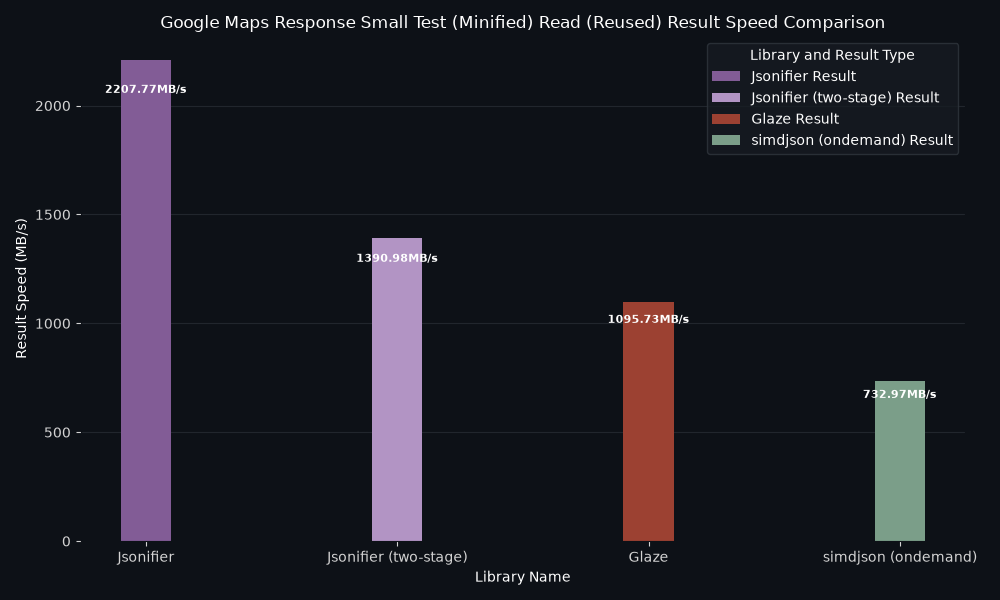 Google Maps Response Small Test (Minified) Read (Reused) Result Speed Comparison
Library and Result Type
Jsonifier Result
Jsonifier (two-stage) Result
Glaze Result
simdjson (ondemand) Result
Result Speed (MB/s)
2000
1500
1000
500
0
2207.77MB/s
1390.98MB/s
1095.73MB/s
732.97MB/s
Jsonifier
Jsonifier (two-stage)
Glaze
simdjson (ondemand)
Library Name